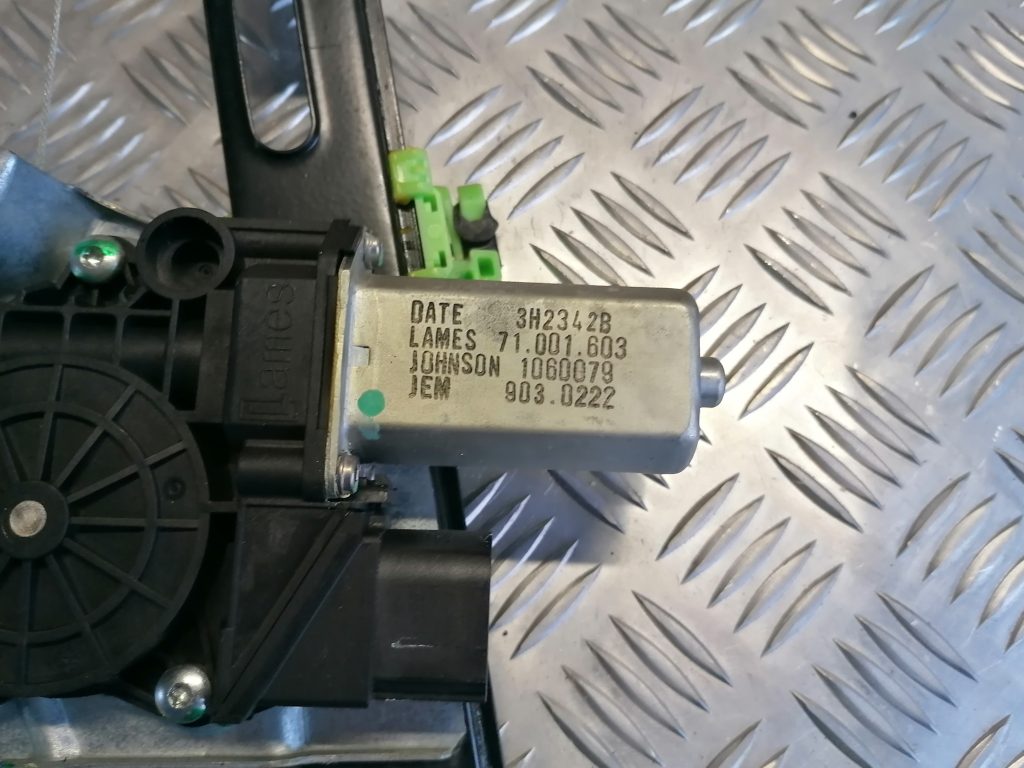 DATE 3H2342B
LAMES 71.001.603
JOHNSON 1060079
JEM 903.0222
Lames